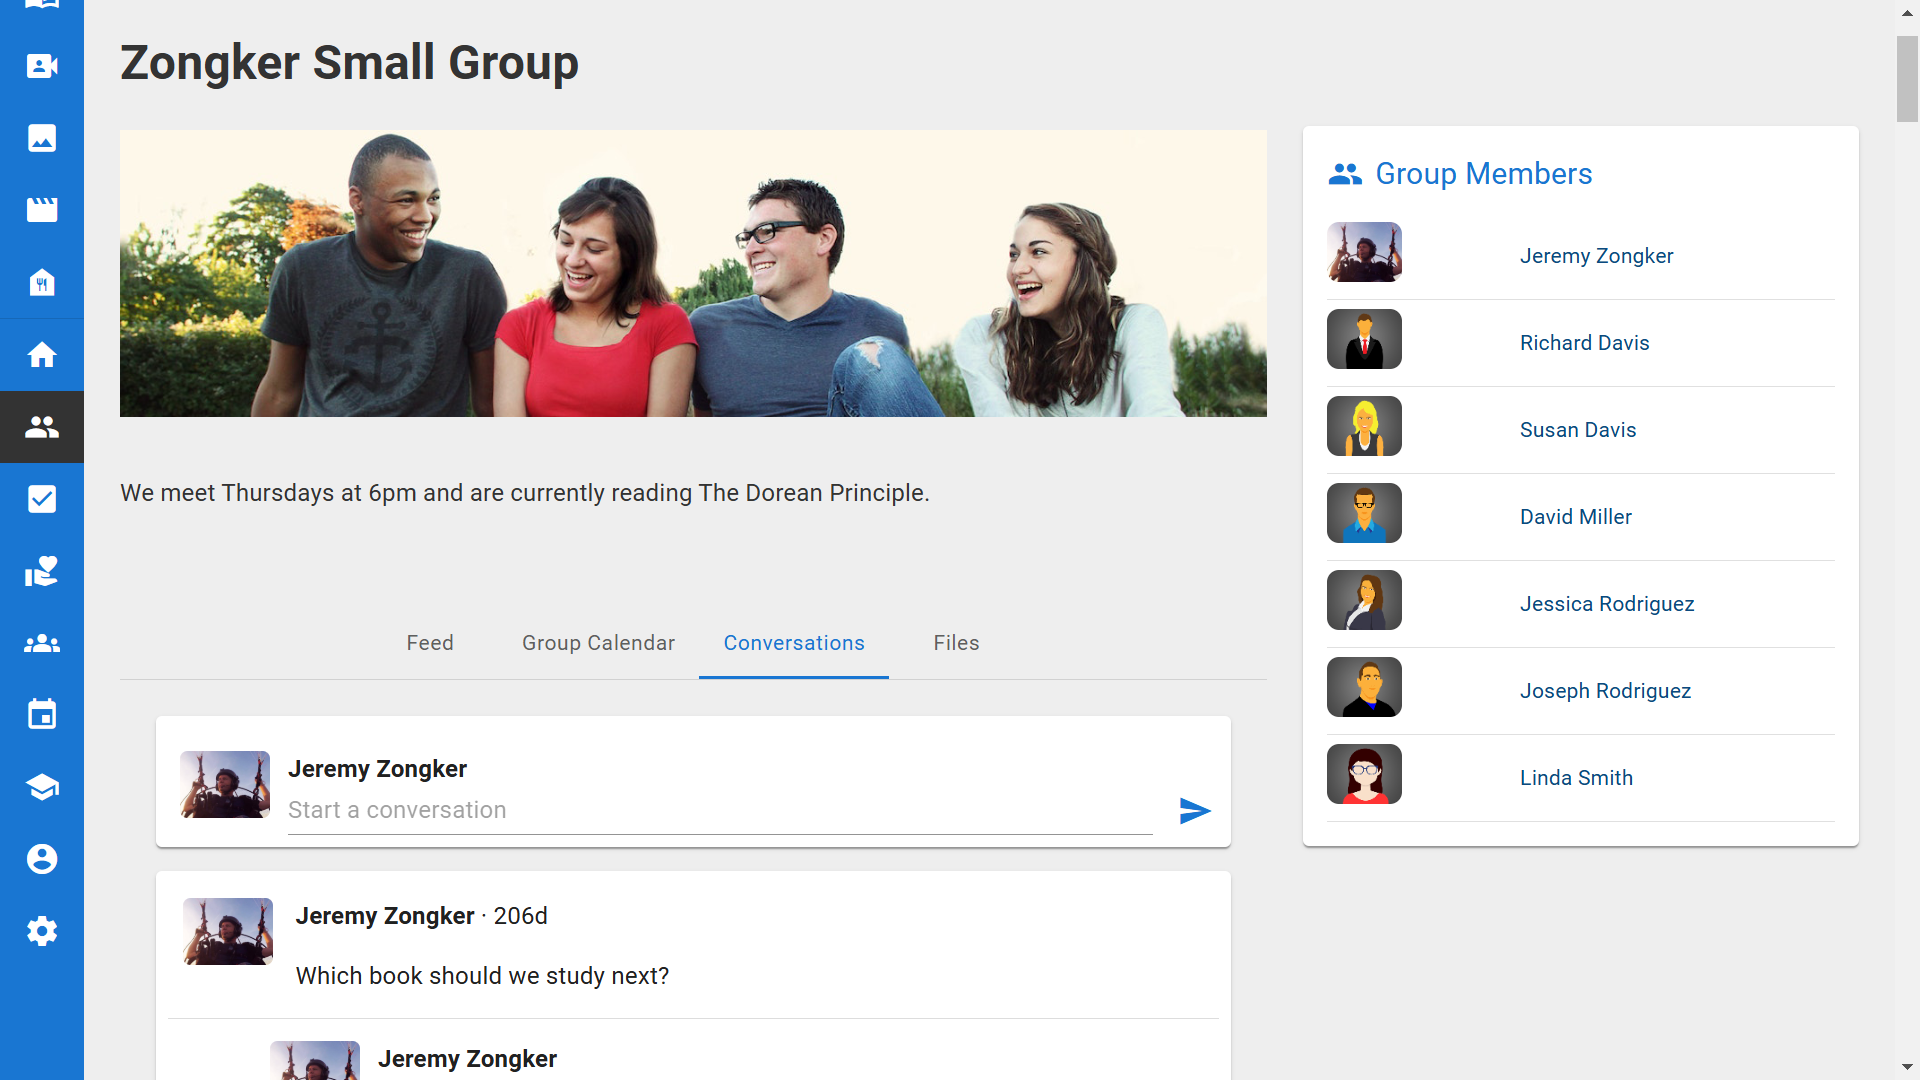 Zongker Small Group
We meet Thursdays at 6pm and are currently reading The Dorean Principle.
Feed
Group Calendar
Conversations
Files
Jeremy Zongker
Start a conversation
Jeremy Zongker · 206d
Which book should we study next?
Jeremy Zongker
Group Members
Jeremy Zongker
Richard Davis
Susan Davis
David Miller
Jessica Rodriguez
Joseph Rodriguez
Linda Smith